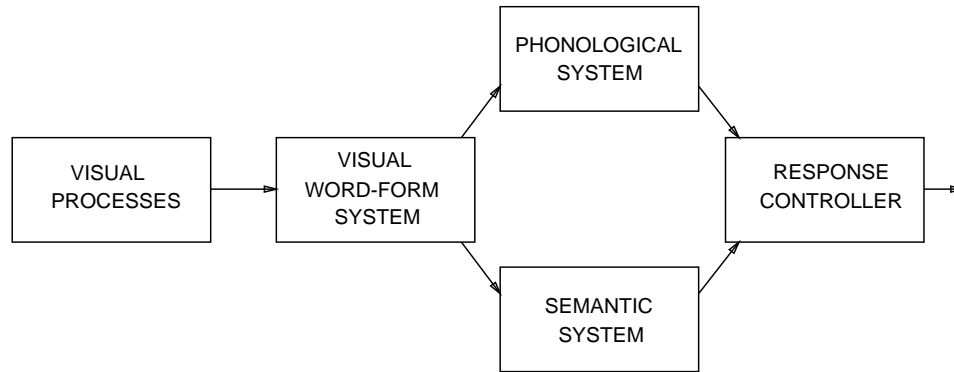 PHONOLOGICAL
SYSTEM
VISUAL
PROCESSES
VISUAL
WORD-FORM
SYSTEM
RESPONSE
CONTROLLER
SEMANTIC
SYSTEM